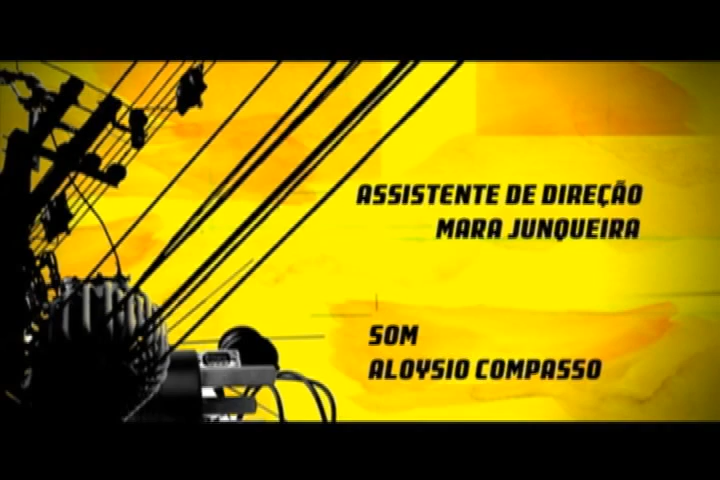 ASSISTENTE DE DIREÇÃO
MARA JUNQUEIRA
SOM
ALOYSIO COMPASSO